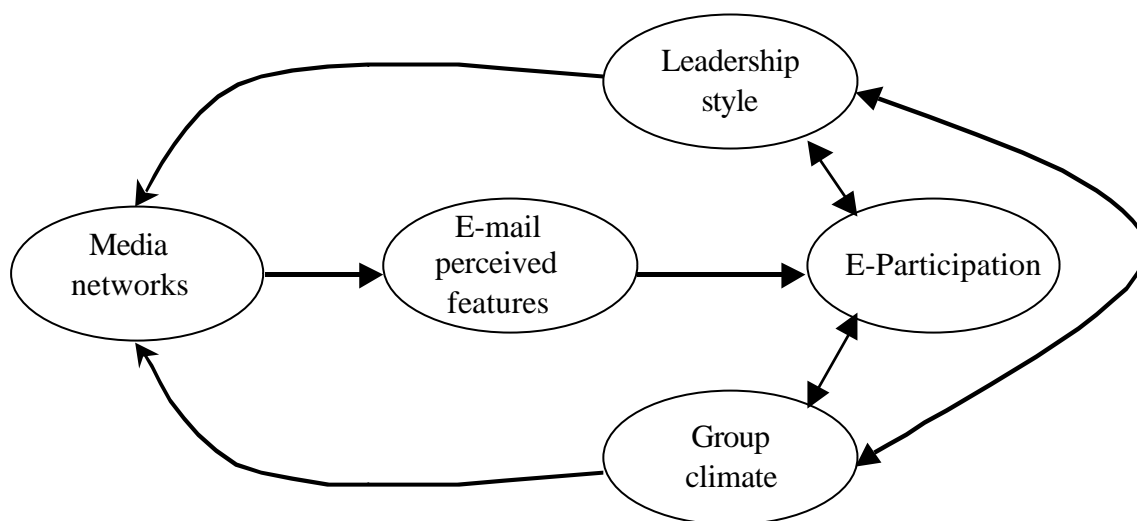 Leadership
style
Media
networks
E-mail
perceived
features
E-Participation
Group
climate